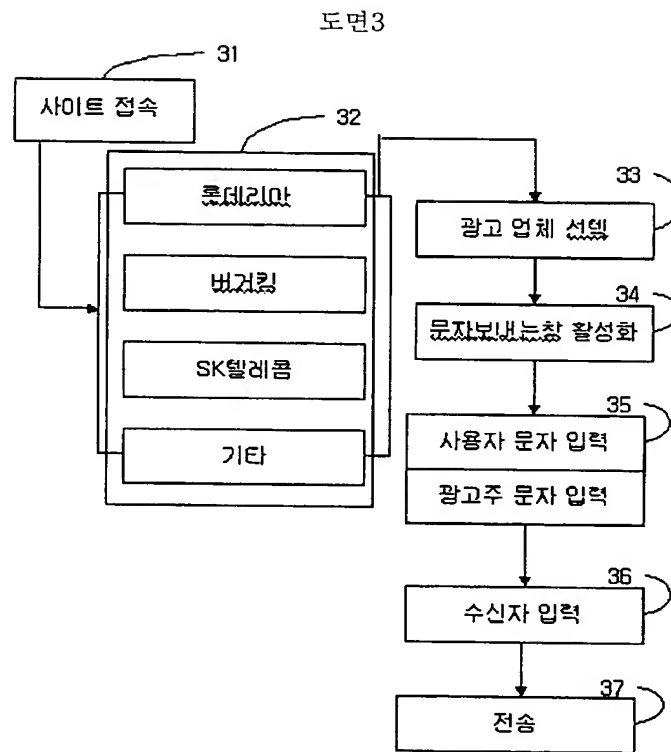 도면3
31
사이트 접속
32
롣데리마
버거킹
SK텔레콤
기타
33
광고 업체 선텍
34
문자보내는창 활성화
35
사용자 문자 입력
광고주 문자 입력
36
수신자 입력
37
전송